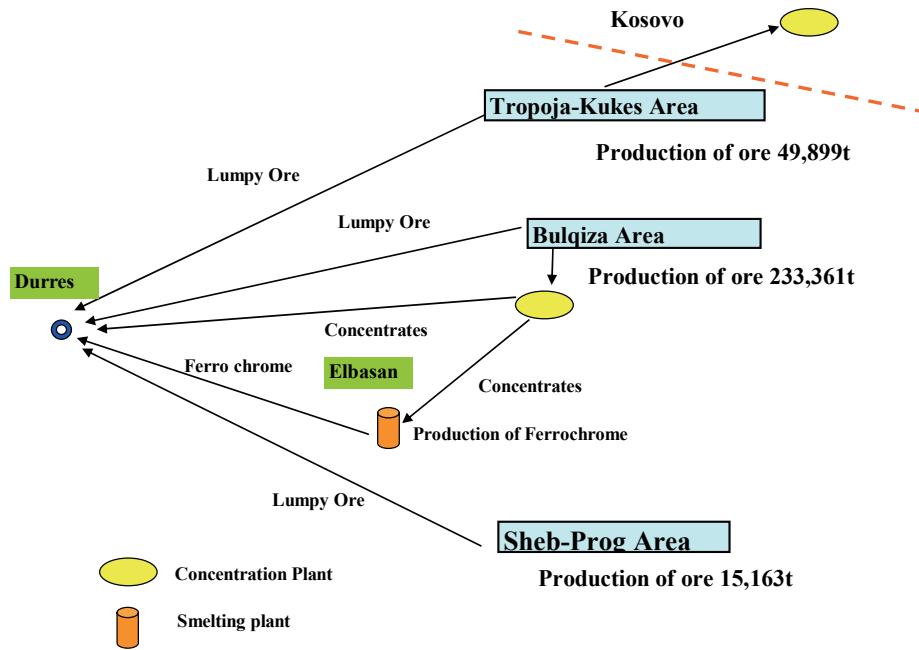 Kosovo
Tropoja-Kukes Area
Production of ore 49,899t
Lumpy Ore
Lumpy Ore
Bulqiza Area
Production of ore 233,361t
Durres
Concentrates
Ferro chrome
Elbasan
Concentrates
Production of Ferrochrome
Lumpy Ore
Sheb-Prog Area
Production of ore 15,163t
Concentration Plant
Smelting plant